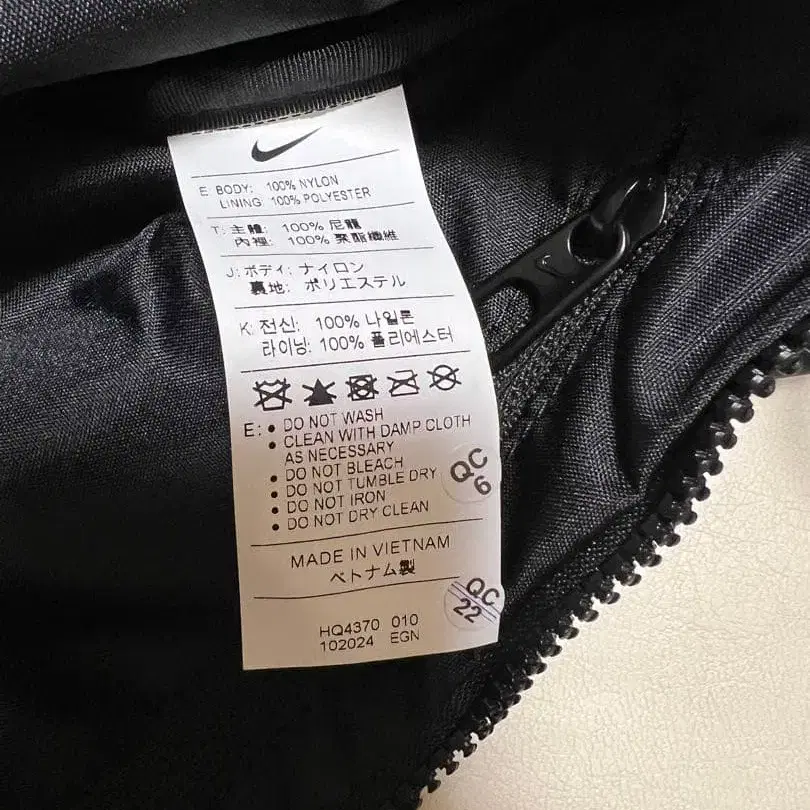 E BODY: 100% NYLON
LINING: 100% POLYESTER
T: 主體: 100% 尼龍
內裡: 100% 聚酯纖維
J: ボディ: ナイロン
裏地: ポリエステル
K: 전신: 100% 나일론
라이닝: 100% 폴리에스터
E: • DO NOT WASH
• CLEAN WITH DAMP CLOTH
AS NECESSARY
• DO NOT BLEACH
• DO NOT TUMBLE DRY
• DO NOT IRON
• DO NOT DRY CLEAN
QC
6
MADE IN VIETNAM
ベトナム製
QC
22
HQ4370 010
102024 EGN